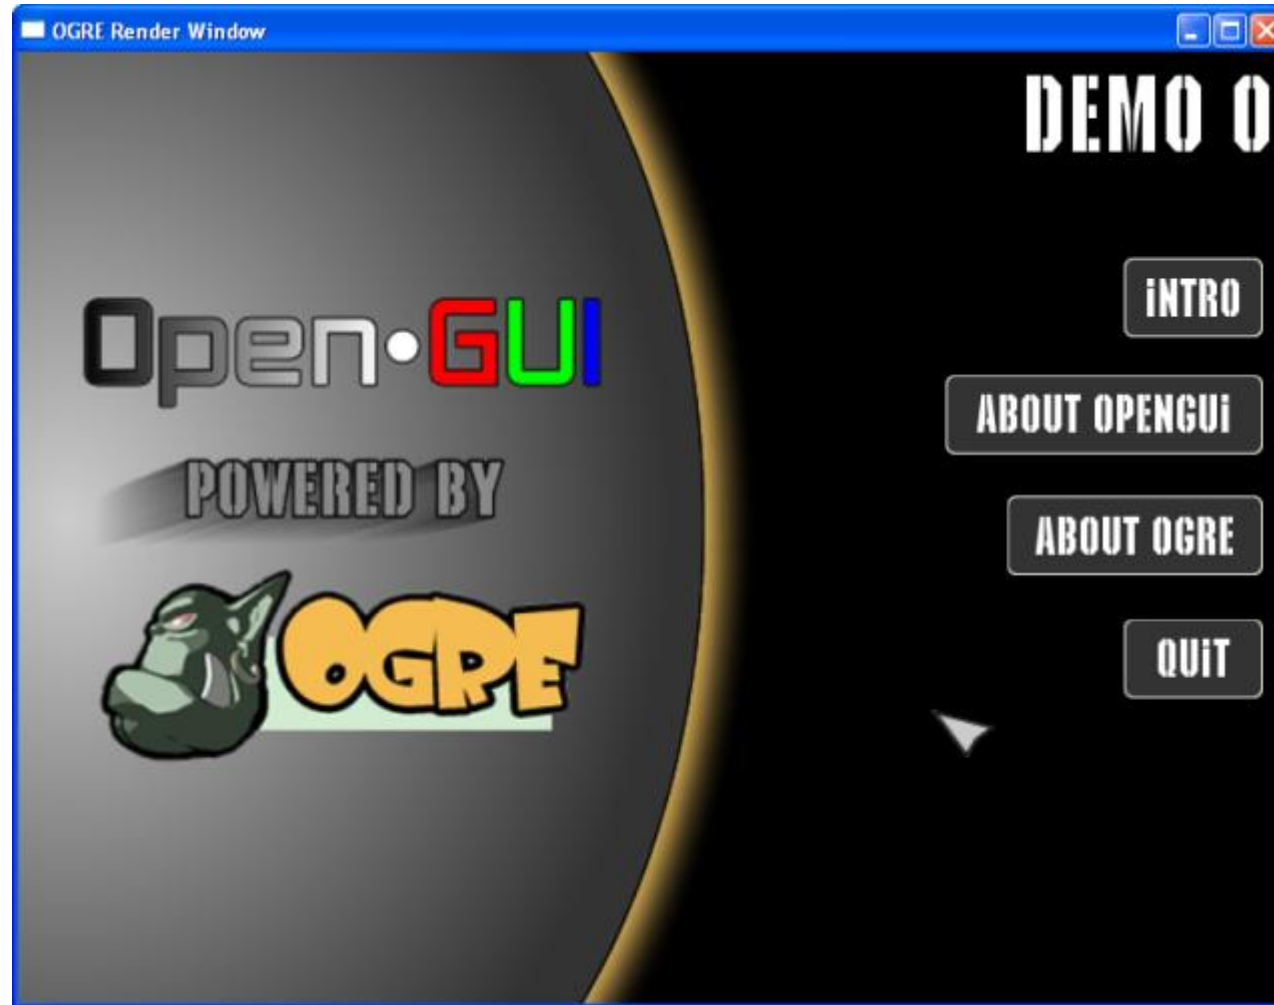 OGRE Render Window
DEMO 0
iNTRO
Open•GUI
ABOUT OPENGUi
POWERED BY
ABOUT OGRE
OGRE
QUiT